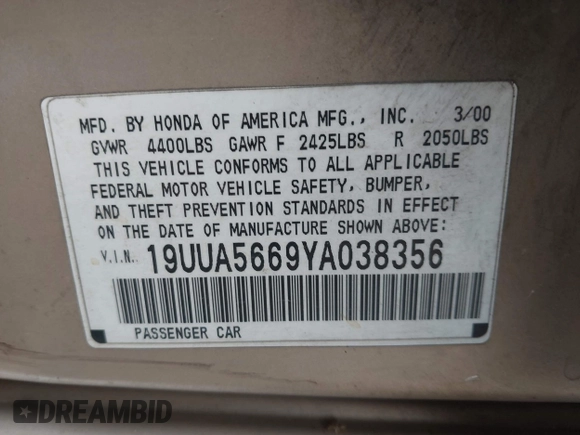 MFD. BY HONDA OF AMERICA MFG., INC. 3/00
GVWR 4400LBS GAWR F 2425LBS R 2050LBS
THIS VEHICLE CONFORMS TO ALL APPLICABLE
FEDERAL MOTOR VEHICLE SAFETY, BUMPER,
AND THEFT PREVENTION STANDARDS IN EFFECT
ON THE DATE OF MANUFACTURE SHOWN ABOVE:
V.I.N.: 19UUA5669YA038356
PASSENGER CAR
DREAMBID